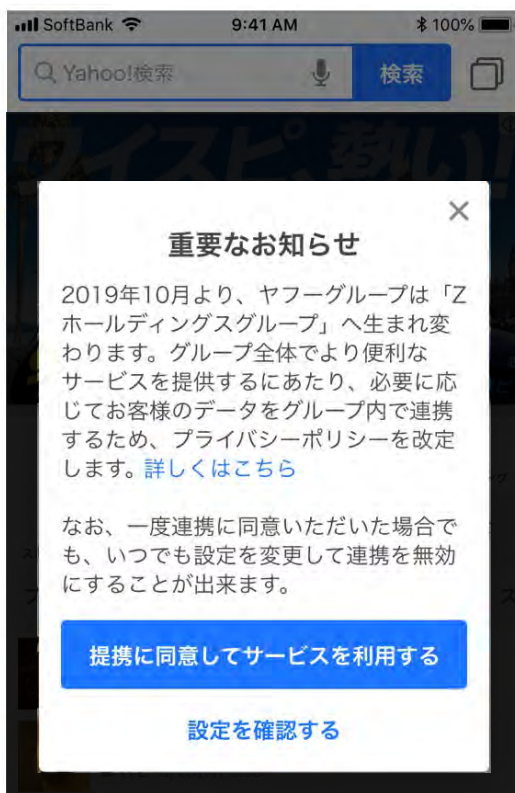 SoftBank 9:41 AM 100%
Yahoo!検索 検索
ワイスピ、熱い!
重要なお知らせ
2019年10月より、ヤフーグループは「Z
ホールディングスグループ」へ生まれ変
わります。グループ全体でより便利な
サービスを提供するにあたり、必要に応
じてお客様のデータをグループ内で連携
するため、プライバシーポリシーを改定
します。詳しくはこちら
なお、一度連携に同意いただいた場合で
も、いつでも設定を変更して連携を無効
にすることが出来ます。
提携に同意してサービスを利用する
設定を確認する